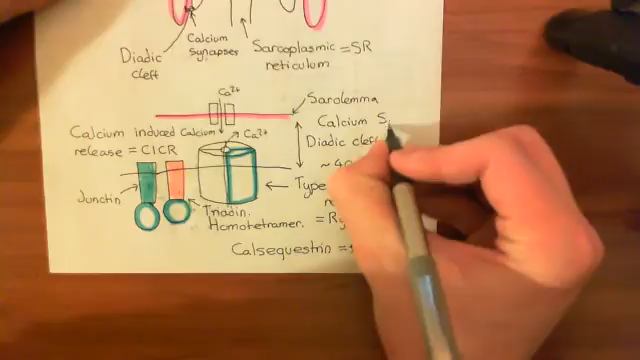 Calcium
Synapses
Diadic
cleft
Sarcoplasmic = SR
reticulum
Ca2+
Sarolemma
Calcium S
Calcium induced Calcium
release = CICR
Ca2+
Diadic cleft
Junctin
Type
Triadin
Homotetramer.
Calsequestrin =